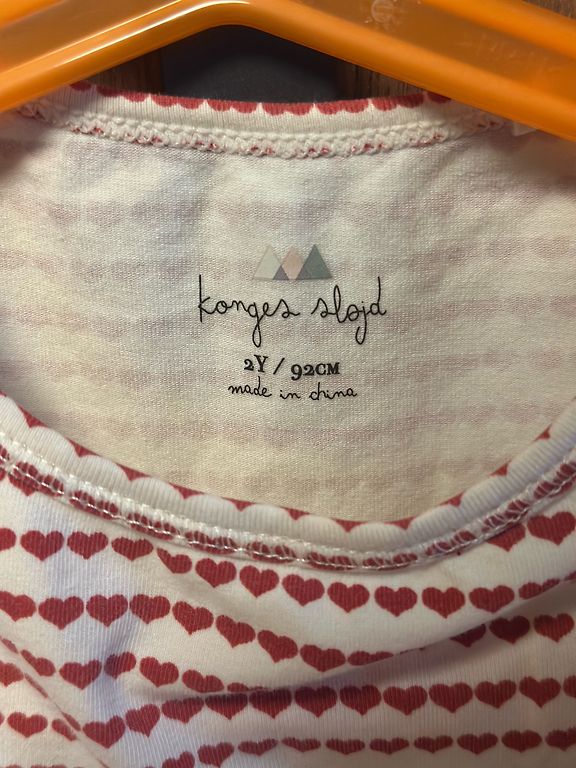 konges sløjd
2Y / 92CM
made in china